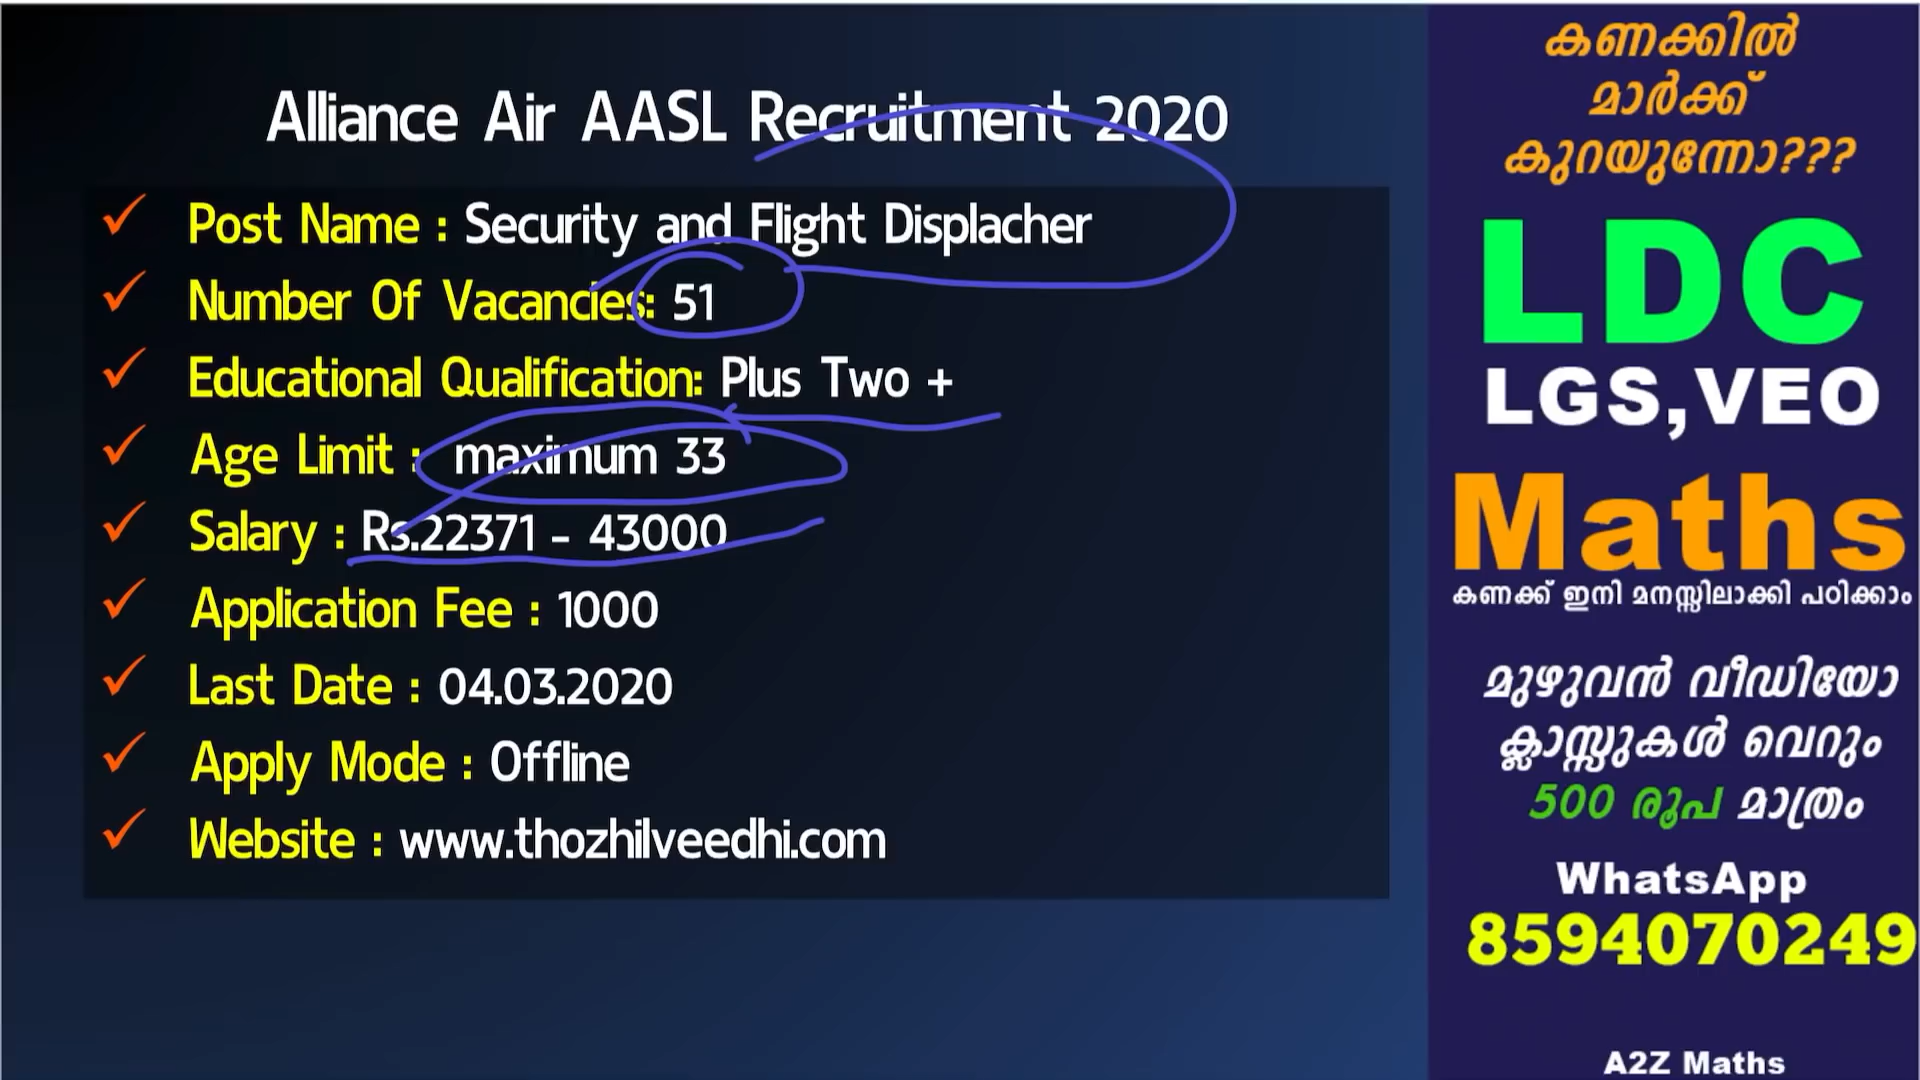 Alliance Air AASL Recruitment 2020
Post Name : Security and Flight Displacher
Number Of Vacancies: 51
Educational Qualification: Plus Two +
Age Limit : maximum 33
Salary : Rs.22371 - 43000
Application Fee : 1000
Last Date : 04.03.2020
Apply Mode : Offline
Website : www.thozhilveedhi.com
കണക്കിൽ
മാർക്ക്
കുറയുന്നോ???
LDC
LGS,VEO
Maths
കണക്ക് ഇനി മനസ്സിലാക്കി പഠിക്കാം
മുഴുവൻ വീഡിയോ
ക്ലാസ്സുകൾ വെറും
500 രൂപ മാത്രം
WhatsApp
8594070249
A2Z Maths